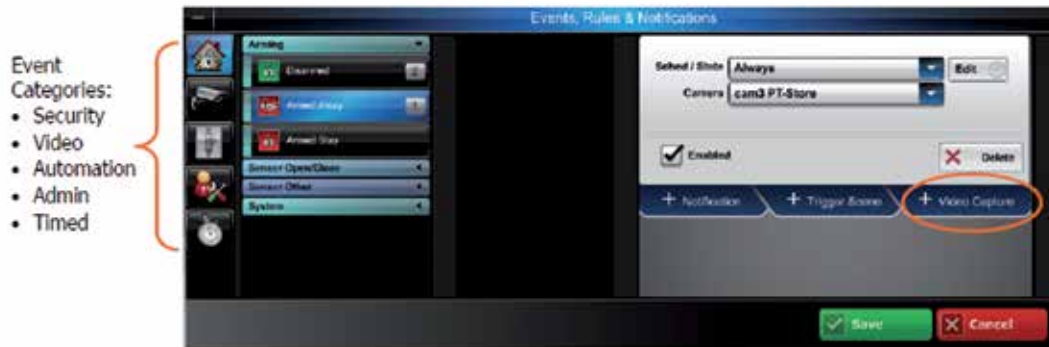 Events, Rules & Notifications
Event
Categories:
• Security
• Video
• Automation
• Admin
• Timed
Arming
Disarmed 2
Armed Away 1
Armed Stay
Sensor Open/Close
Sensor Other
System
Sched / State Always Edit
Camera cam3 PT-Store
Enabled
Delete
+ Notification + Trigger Scene + Video Capture
Save Cancel